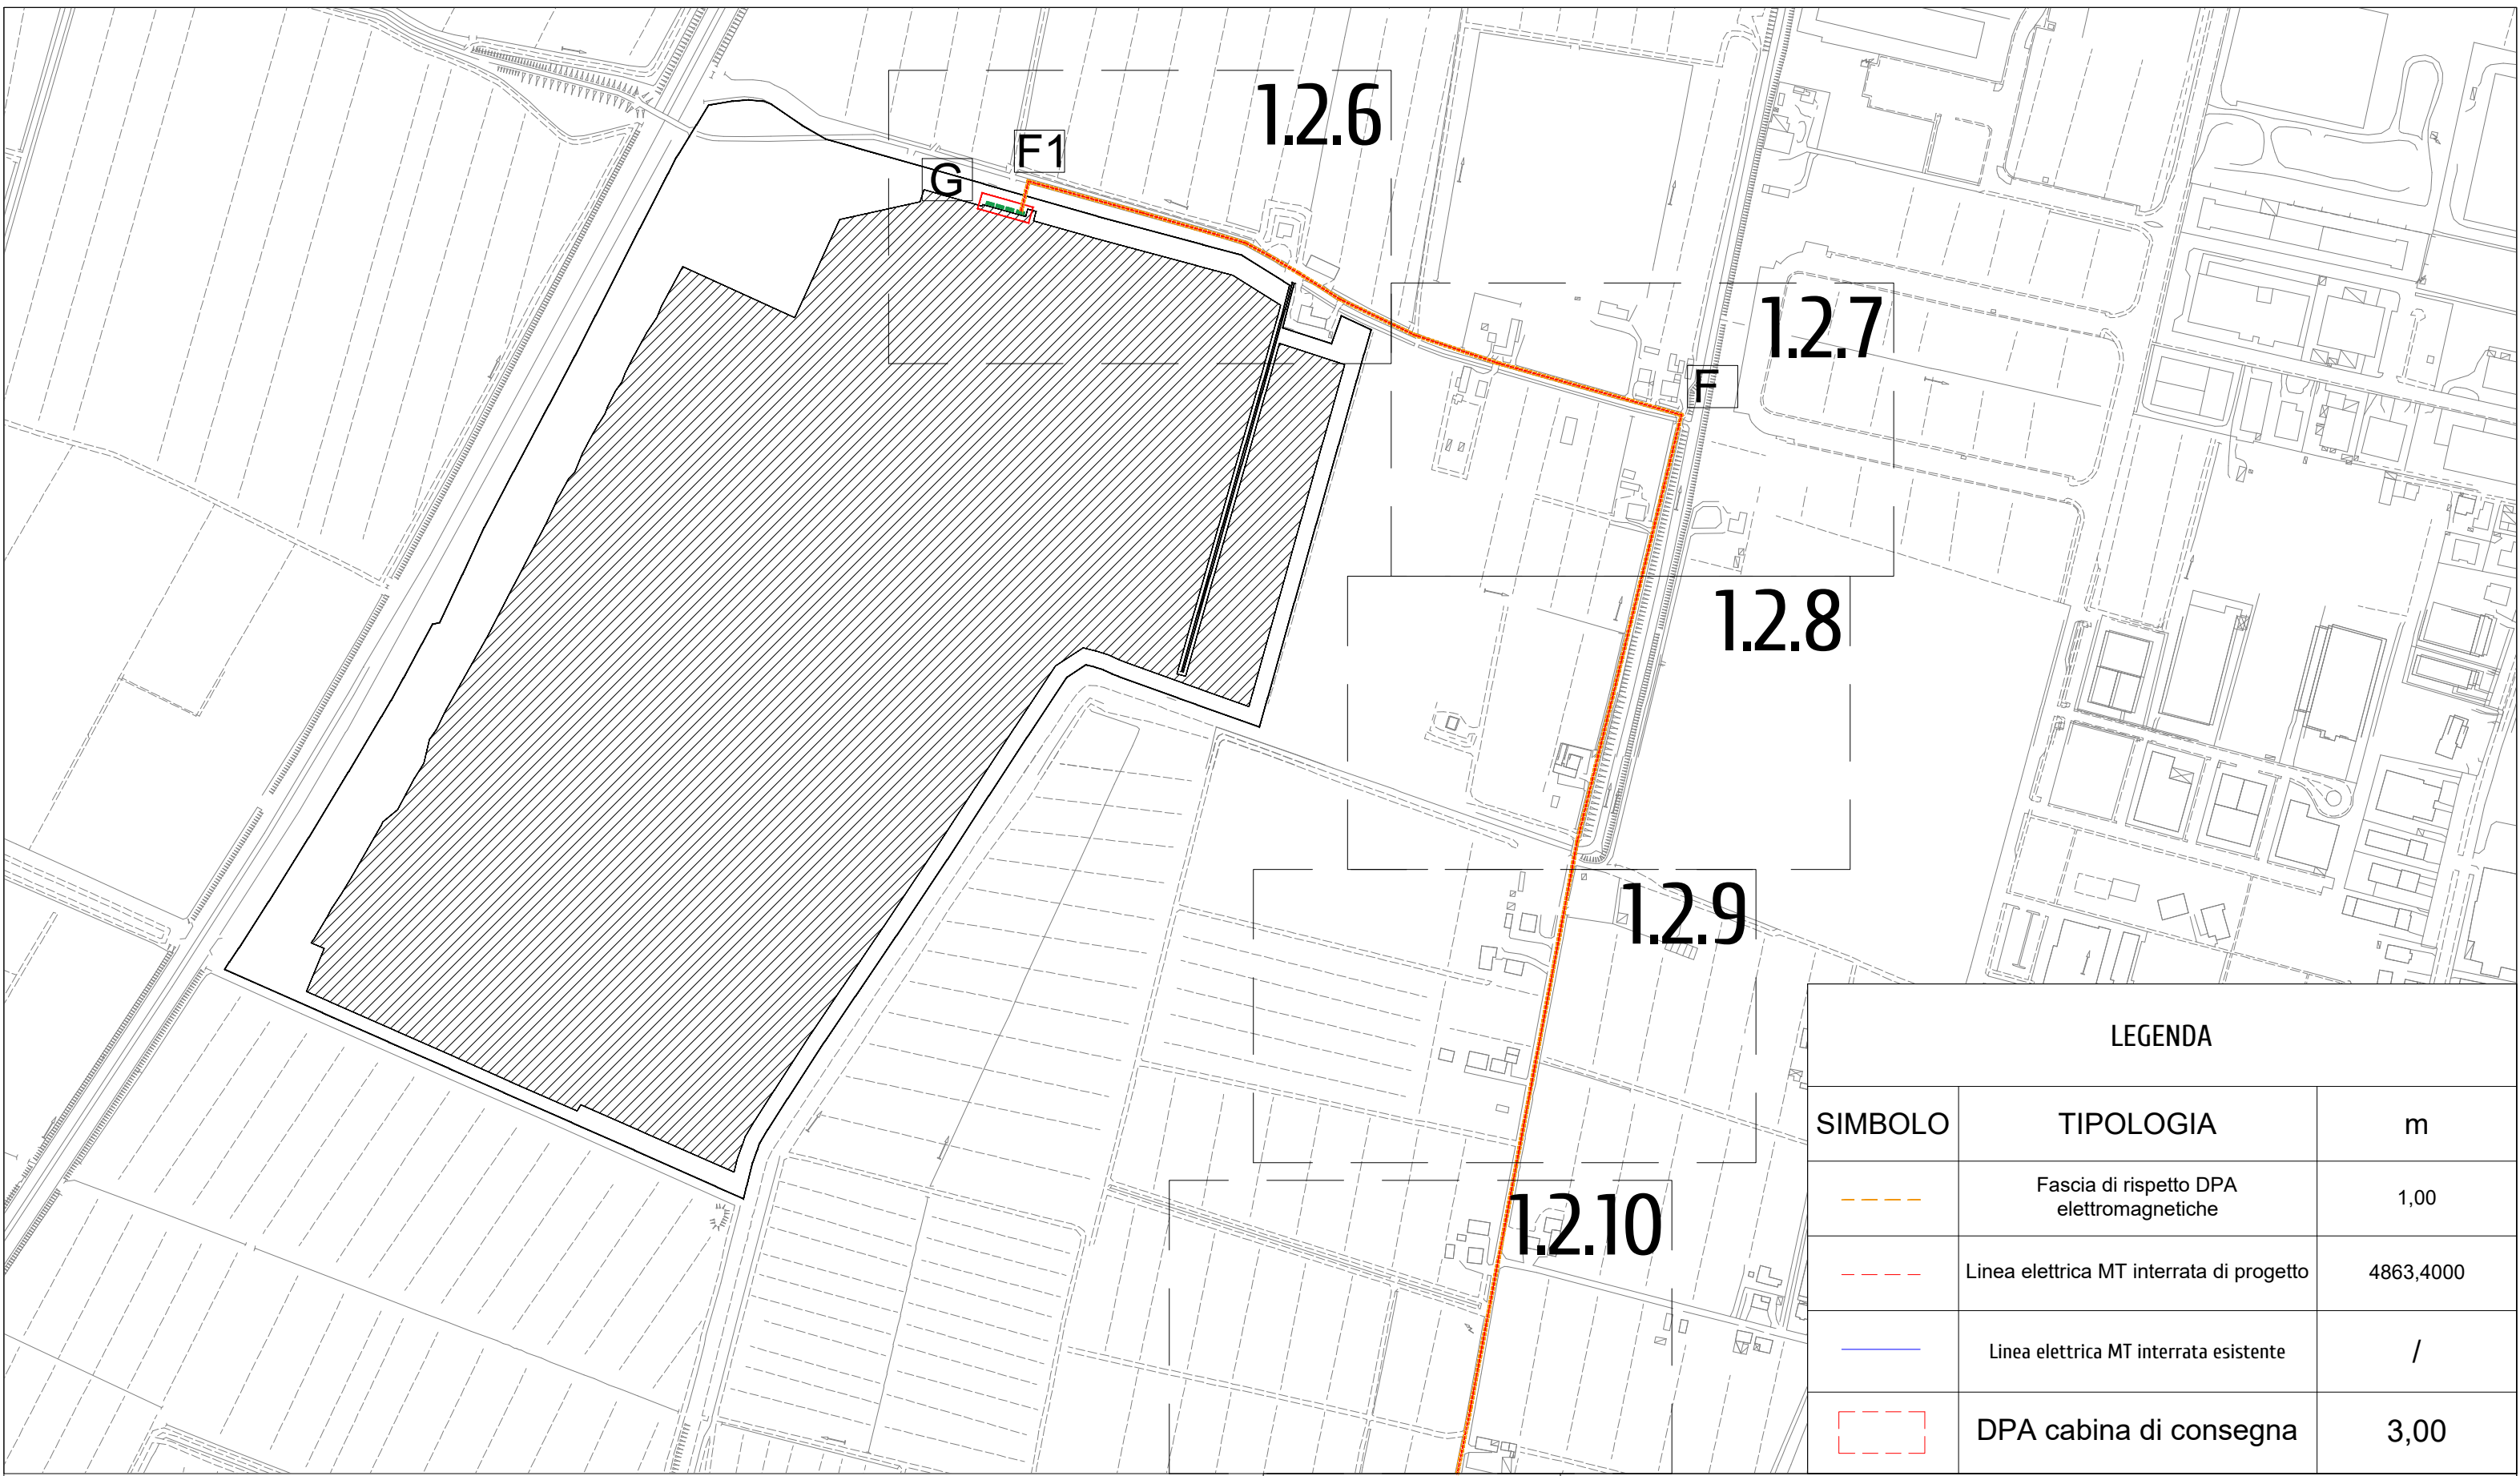 1.2.6
F1
G
1.2.7
F
1.2.8
1.2.9
1.2.10
LEGENDA
SIMBOLO TIPOLOGIA m
Fascia di rispetto DPA
elettromagnetiche
1,00
Linea elettrica MT interrata di progetto 4863,4000
Linea elettrica MT interrata esistente /
DPA cabina di consegna 3,00